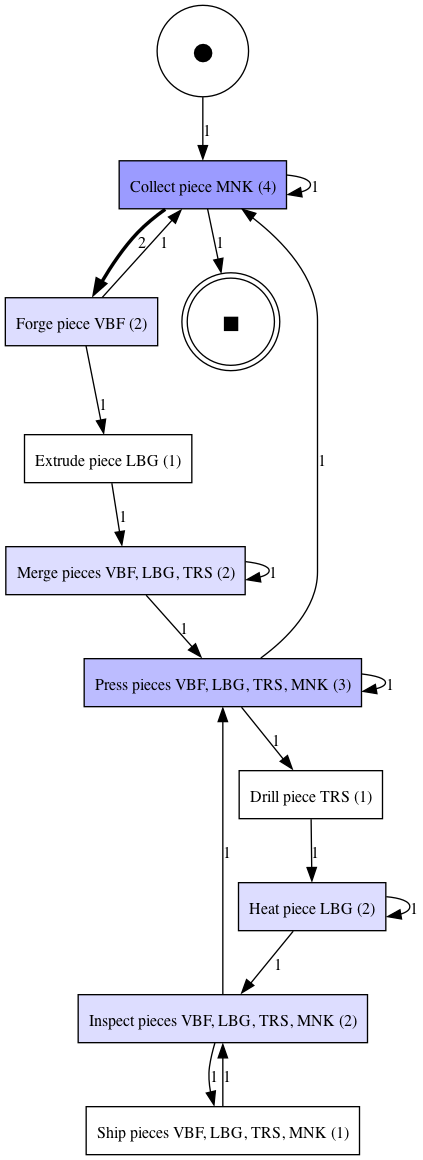 1
Collect piece MNK (4)
1
2
1
1
Forge piece VBF (2)
1
Extrude piece LBG (1)
1
1
Merge pieces VBF, LBG, TRS (2)
1
1
Press pieces VBF, LBG, TRS, MNK (3)
1
1
Drill piece TRS (1)
1
1
Heat piece LBG (2)
1
1
Inspect pieces VBF, LBG, TRS, MNK (2)
1
1
Ship pieces VBF, LBG, TRS, MNK (1)